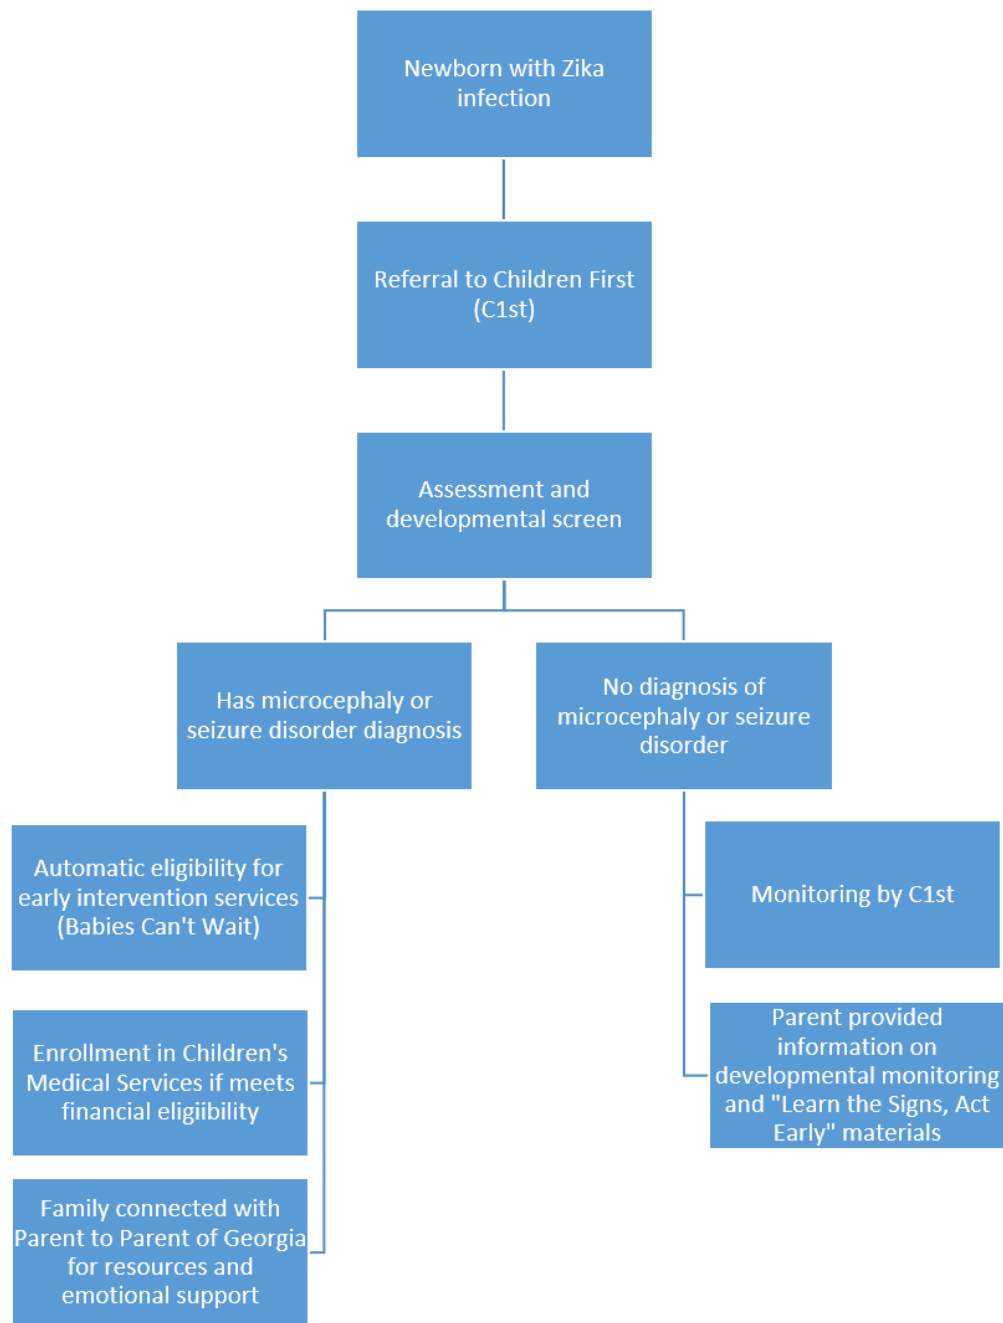 Newborn with Zika
infection
Referral to Children First
(C1st)
Assessment and
developmental screen
Has microcephaly or
seizure disorder diagnosis
No diagnosis of
microcephaly or seizure
disorder
Automatic eligibility for
early intervention services
(Babies Can't Wait)
Monitoring by C1st
Enrollment in Children's
Medical Services if meets
financial eligiibility
Parent provided
information on
developmental monitoring
and "Learn the Signs, Act
Early" materials
Family connected with
Parent to Parent of Georgia
for resources and
emotional support